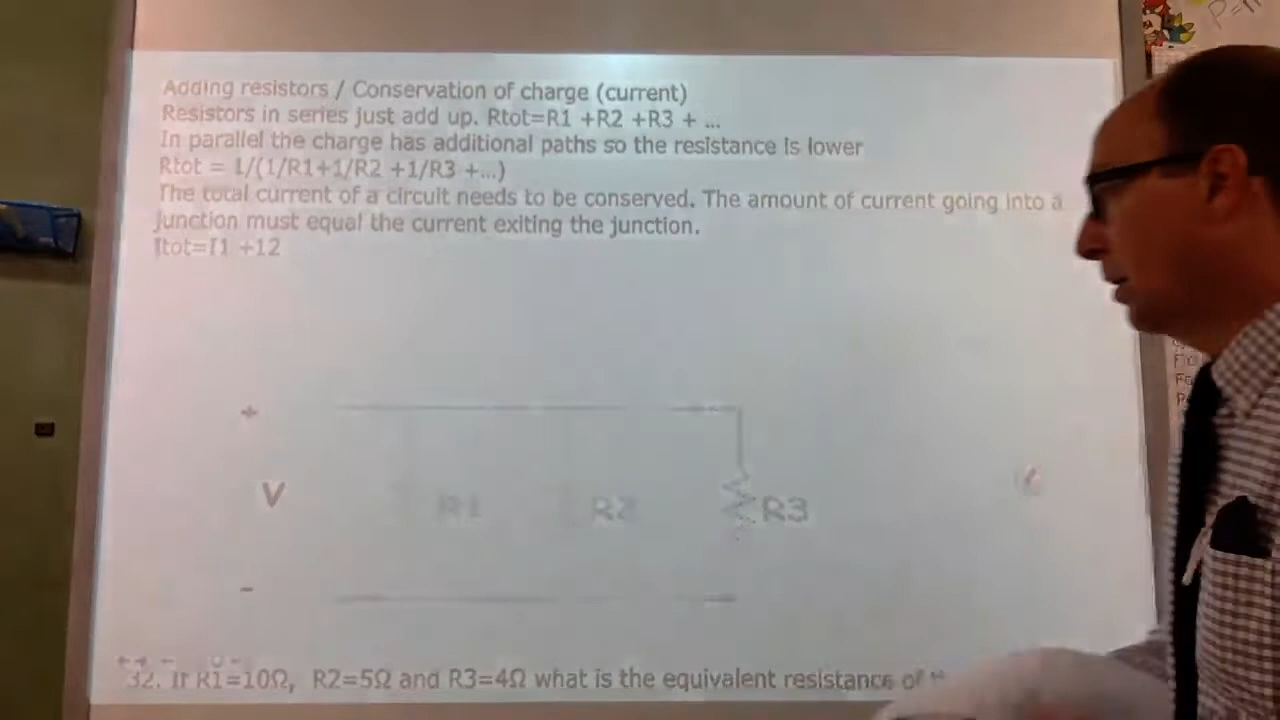 Adding resistors / Conservation of charge (current)
Resistors in series just add up. Rtot=R1 +R2 +R3 + ...
In parallel the charge has additional paths so the resistance is lower
Rtot = 1/(1/R1+1/R2 +1/R3 +...)
The total current of a circuit needs to be conserved. The amount of current going into a
junction must equal the current exiting the junction.
Itot=I1 +I2
+
V
R1 R2 R3
-
32. If R1=10Ω, R2=5Ω and R3=4Ω what is the equivalent resistance of